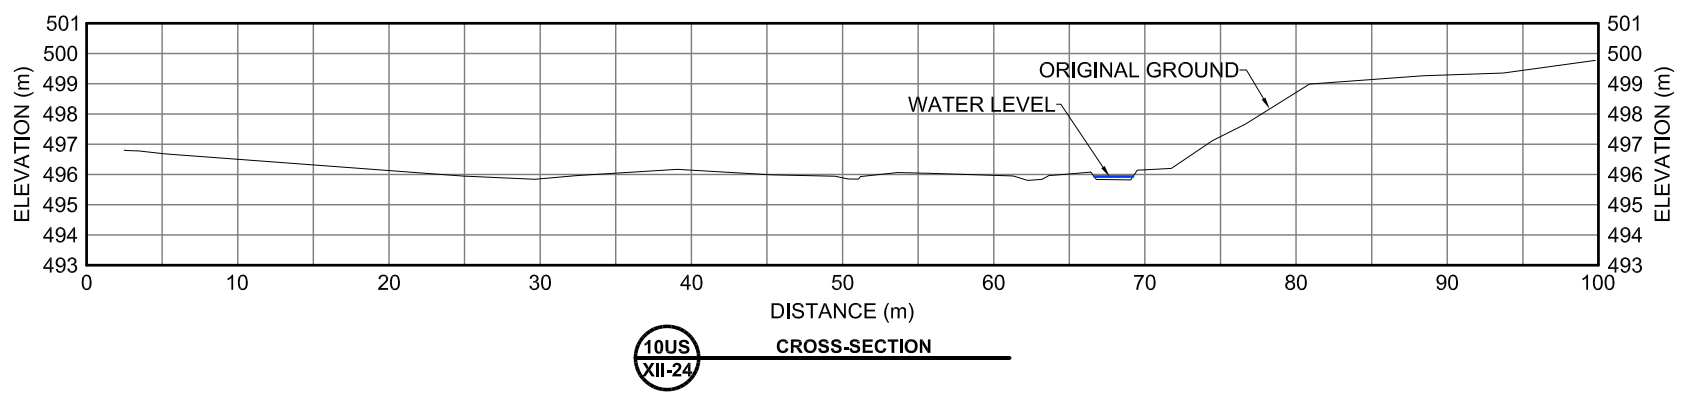 501 501
500 500
499 ORIGINAL GROUND 499
498 WATER LEVEL 498
497 497
496 496
495 495
494 494
493 493
ELEVATION (m) ELEVATION (m)
0 10 20 30 40 50 60 70 80 90 100
DISTANCE (m)
10US CROSS-SECTION
XII-24